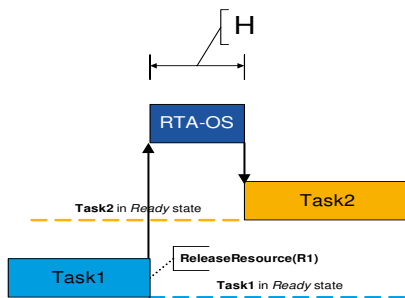 H
RTA-OS
Task2 in Ready state
Task2
ReleaseResource(R1)
Task1
Task1 in Ready state